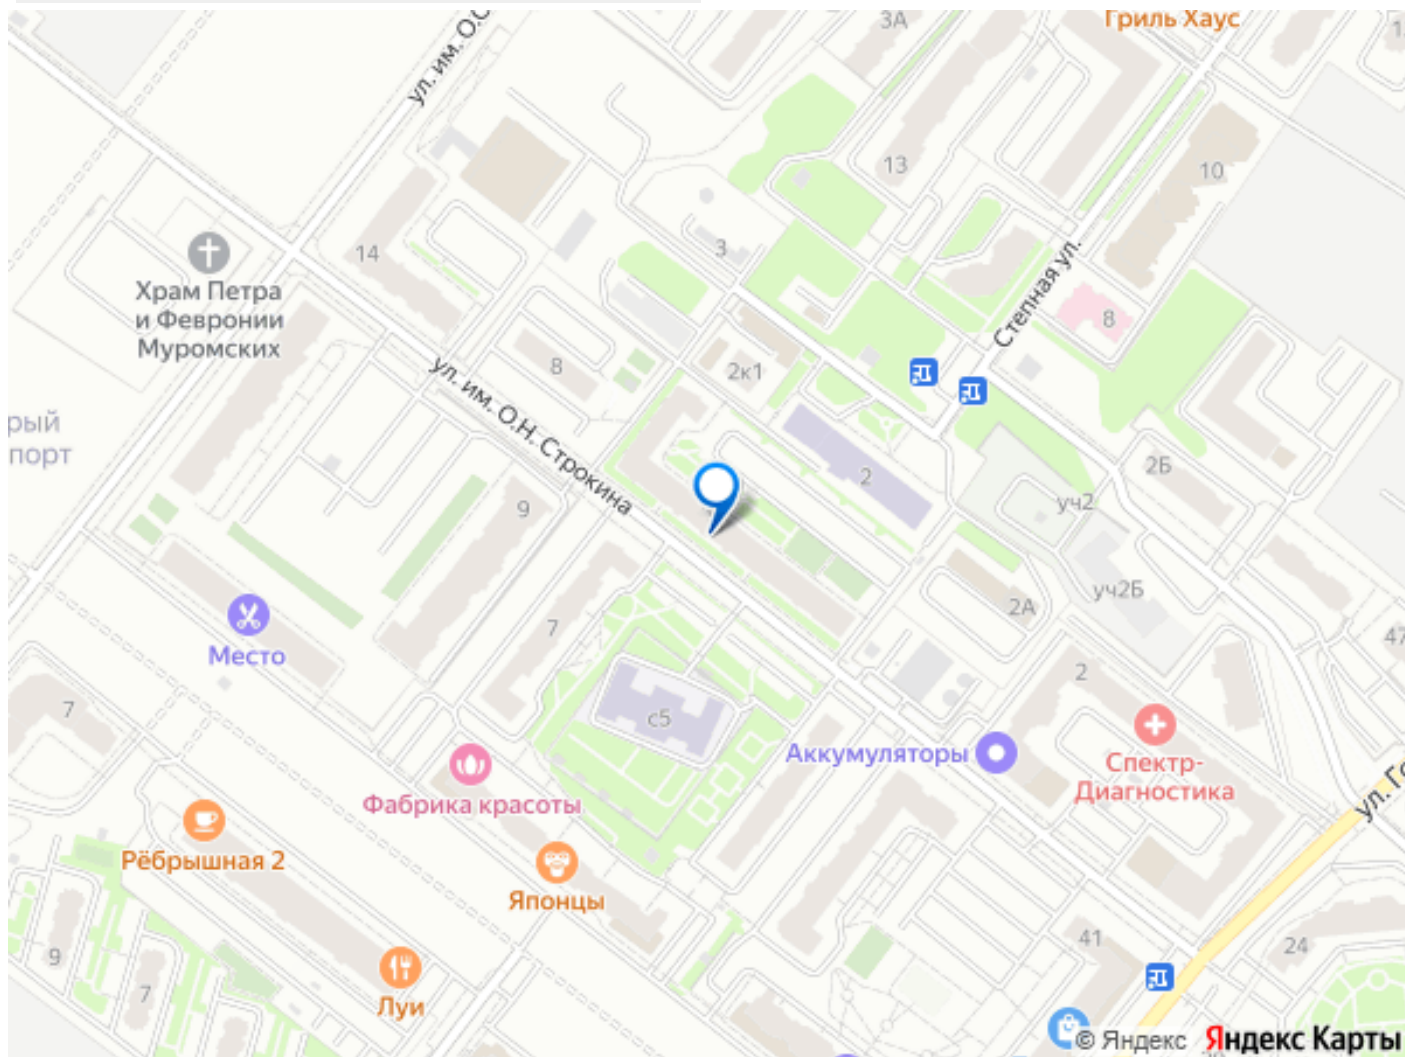 3А
Гриль Хаус
ул. им. О.С
13
10
14
3
Степная ул.
8
Храм Петра
и Февронии
Муромских
8
2к1
ул. им. О.Н. Строкина
рый
порт
9
2
2Б
уч2
уч2Б
2А
47
Место
7
2
7
с5
Аккумуляторы
Спектр-
Диагностика
ул. Го
Фабрика красоты
Рёбрышная 2
Японцы
41
24
9
7
Луи
© Яндекс Яндекс Карты